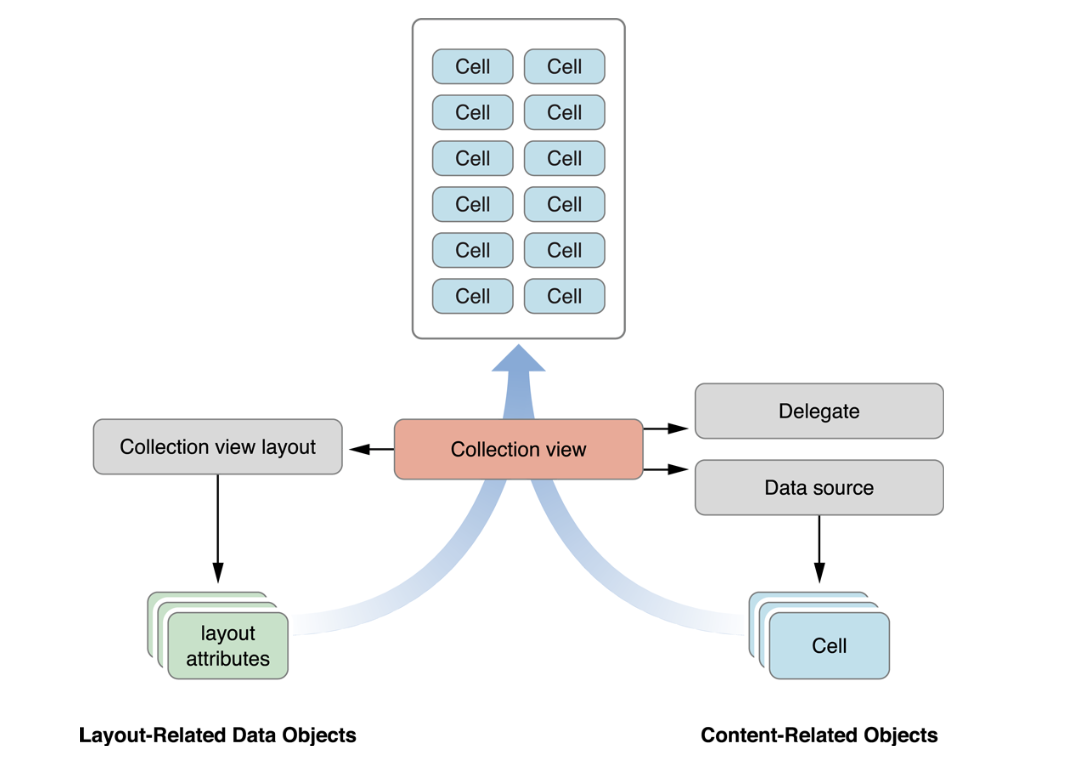 Cell Cell
Cell Cell
Cell Cell
Cell Cell
Cell Cell
Cell Cell
Delegate
Collection view layout
Collection view
Data source
layout
attributes
Cell
Layout-Related Data Objects
Content-Related Objects